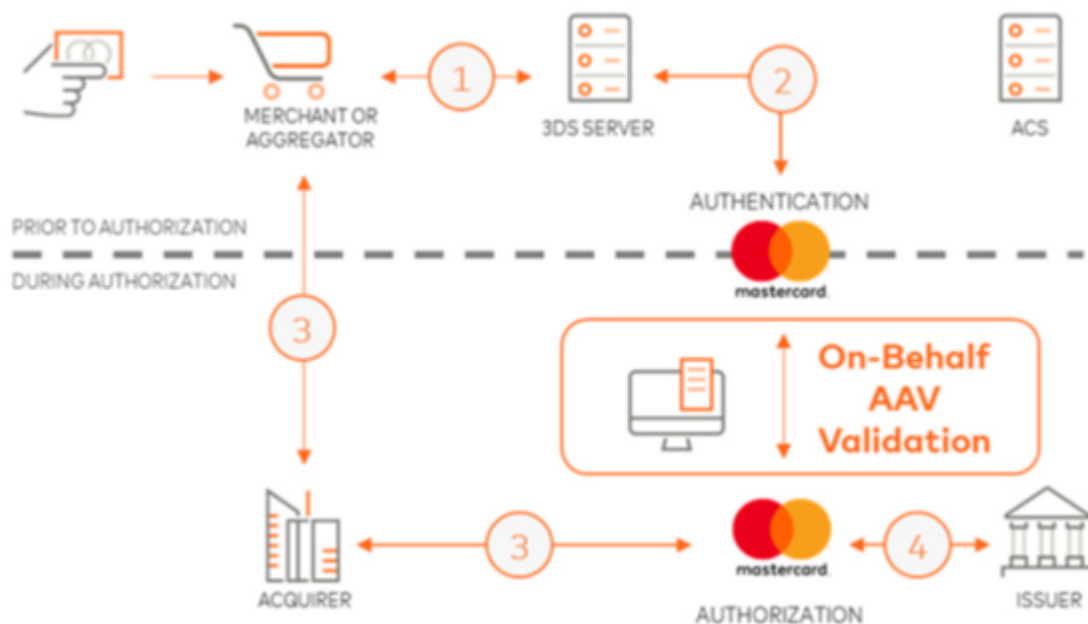 1
2
MERCHANT OR
AGGREGATOR
3DS SERVER
ACS
AUTHENTICATION
PRIOR TO AUTHORIZATION
DURING AUTHORIZATION
mastercard.
3
On-Behalf
AAV
Validation
3
4
mastercard.
ACQUIRER
AUTHORIZATION
ISSUER